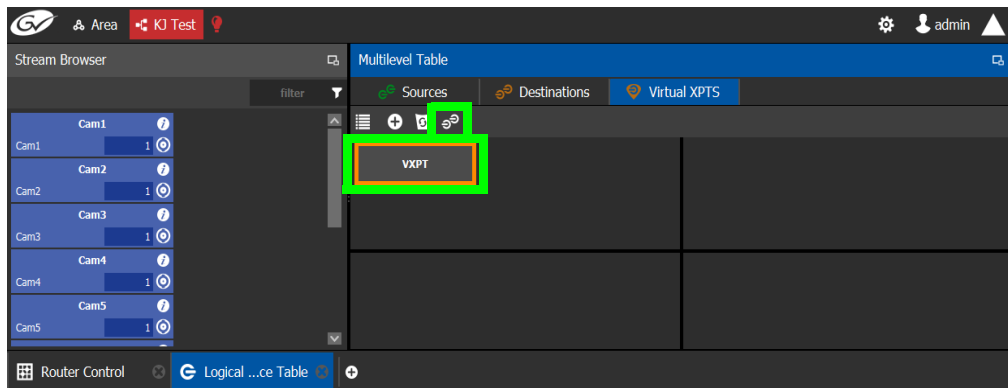 GV Area KJ Test admin
Stream Browser
Multilevel Table
filter
Sources Destinations Virtual XPTS
Cam1
Cam1 1
Cam2
Cam2 1
Cam3
Cam3 1
Cam4
Cam4 1
Cam5
Cam5 1
VXPT
Router Control Logical ...ce Table